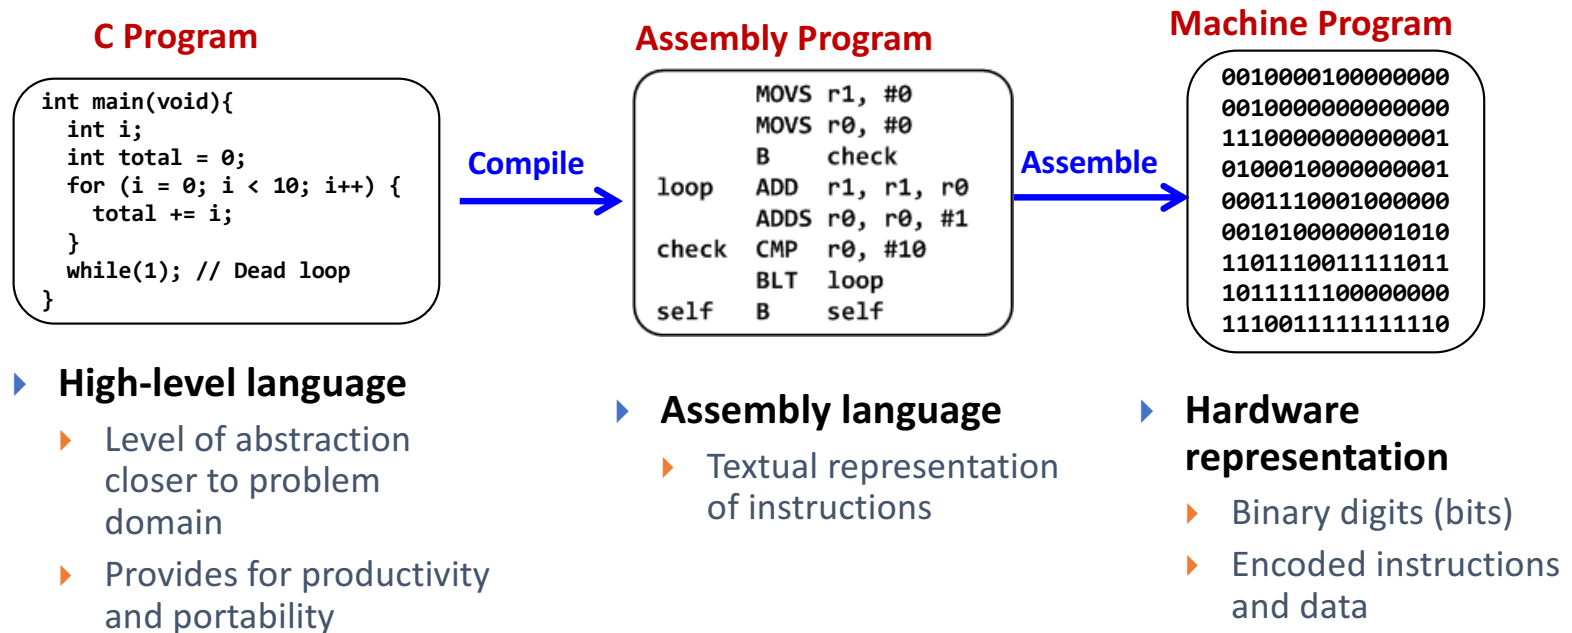 C Program
int main(void){
int i;
int total = 0;
for (i = 0; i < 10; i++) {
total += i;
}
while(1); // Dead loop
}
High-level language
Level of abstraction
closer to problem
domain
Provides for productivity
and portability
Compile
Assembly Program
MOVS r1, #0
MOVS r0, #0
B check
loop ADD r1, r1, r0
ADDS r0, r0, #1
check CMP r0, #10
BLT loop
self B self
Assembly language
Textual representation
of instructions
Assemble
Machine Program
0010000100000000
0010000000000000
1110000000000001
0100010000000001
0001110001000000
0010100000001010
1101110011111011
1011111100000000
1110011111111110
Hardware
representation
Binary digits (bits)
Encoded instructions
and data